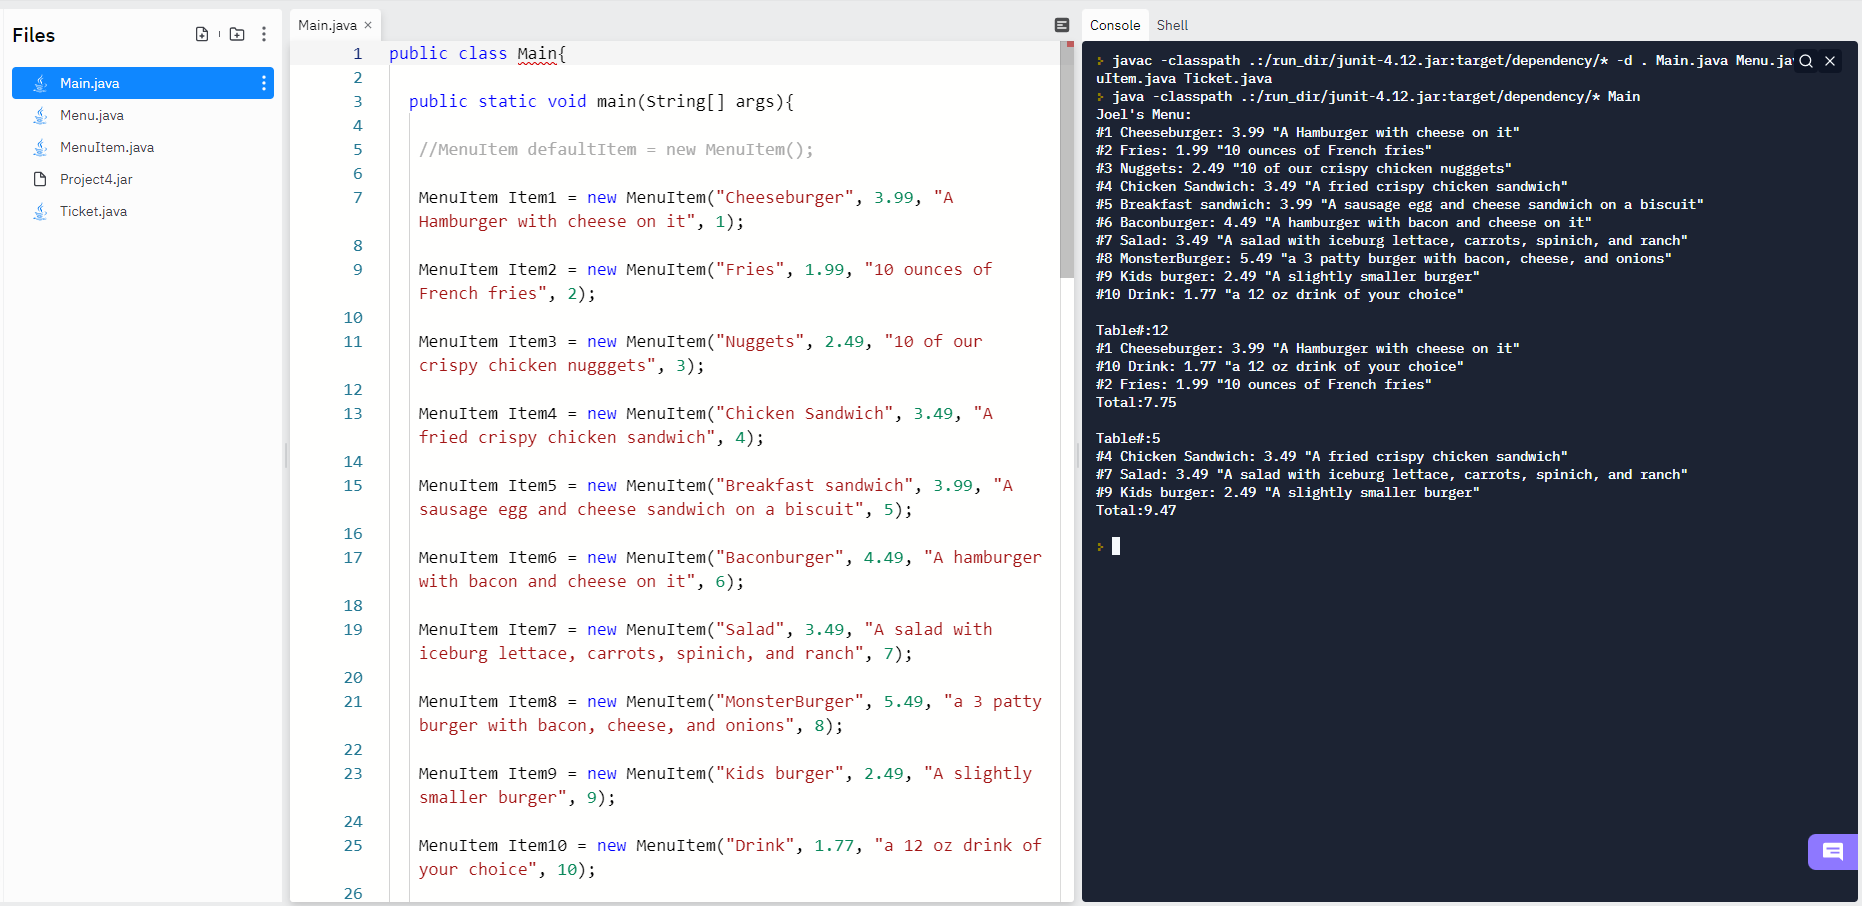 Files
Main.java
Menu.java
MenuItem.java
Project4.jar
Ticket.java
Main.java ×
1 public class Main{
2
3 public static void main(String[] args){
4
5 //MenuItem defaultItem = new MenuItem();
6
7 MenuItem Item1 = new MenuItem("Cheeseburger", 3.99, "A
Hamburger with cheese on it", 1);
8
9 MenuItem Item2 = new MenuItem("Fries", 1.99, "10 ounces of
French fries", 2);
10
11 MenuItem Item3 = new MenuItem("Nuggets", 2.49, "10 of our
crispy chicken nugggets", 3);
12
13 MenuItem Item4 = new MenuItem("Chicken Sandwich", 3.49, "A
fried crispy chicken sandwich", 4);
14
15 MenuItem Item5 = new MenuItem("Breakfast sandwich", 3.99, "A
sausage egg and cheese sandwich on a biscuit", 5);
16
17 MenuItem Item6 = new MenuItem("Baconburger", 4.49, "A hamburger
with bacon and cheese on it", 6);
18
19 MenuItem Item7 = new MenuItem("Salad", 3.49, "A salad with
iceburg lettace, carrots, spinich, and ranch", 7);
20
21 MenuItem Item8 = new MenuItem("MonsterBurger", 5.49, "a 3 patty
burger with bacon, cheese, and onions", 8);
22
23 MenuItem Item9 = new MenuItem("Kids burger", 2.49, "A slightly
smaller burger", 9);
24
25 MenuItem Item10 = new MenuItem("Drink", 1.77, "a 12 oz drink of
your choice", 10);
26
Console Shell
javac -classpath .:/run_dir/junit-4.12.jar:target/dependency/* -d . Main.java Menu.ja
uItem.java Ticket.java
java -classpath .:/run_dir/junit-4.12.jar:target/dependency/* Main
Joel's Menu:
#1 Cheeseburger: 3.99 "A Hamburger with cheese on it"
#2 Fries: 1.99 "10 ounces of French fries"
#3 Nuggets: 2.49 "10 of our crispy chicken nugggets"
#4 Chicken Sandwich: 3.49 "A fried crispy chicken sandwich"
#5 Breakfast sandwich: 3.99 "A sausage egg and cheese sandwich on a biscuit"
#6 Baconburger: 4.49 "A hamburger with bacon and cheese on it"
#7 Salad: 3.49 "A salad with iceburg lettace, carrots, spinich, and ranch"
#8 MonsterBurger: 5.49 "a 3 patty burger with bacon, cheese, and onions"
#9 Kids burger: 2.49 "A slightly smaller burger"
#10 Drink: 1.77 "a 12 oz drink of your choice"
Table#:12
#1 Cheeseburger: 3.99 "A Hamburger with cheese on it"
#10 Drink: 1.77 "a 12 oz drink of your choice"
#2 Fries: 1.99 "10 ounces of French fries"
Total:7.75
Table#:5
#4 Chicken Sandwich: 3.49 "A fried crispy chicken sandwich"
#7 Salad: 3.49 "A salad with iceburg lettace, carrots, spinich, and ranch"
#9 Kids burger: 2.49 "A slightly smaller burger"
Total:9.47